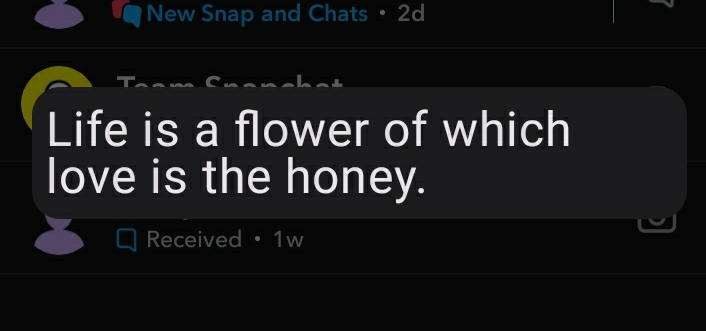 New Snap and Chats • 2d
Team Snapchat
Life is a flower of which
love is the honey.
Received • 1w